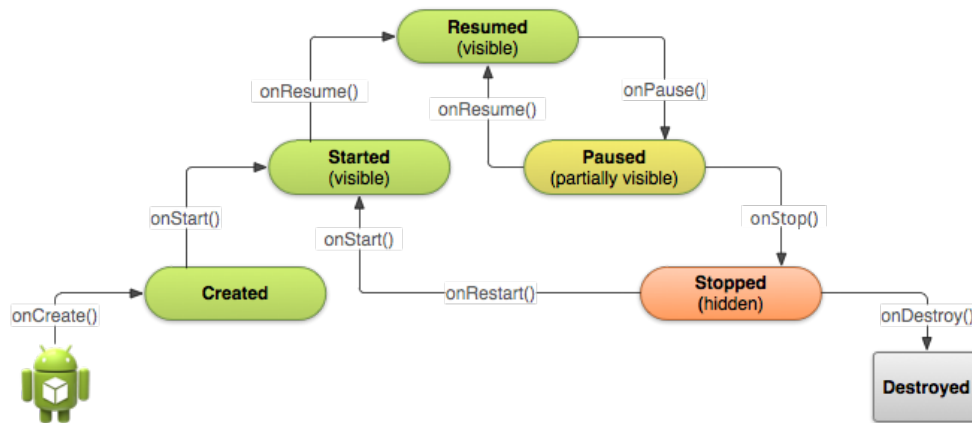 Resumed
(visible)
onResume()
onResume()
onPause()
Started
(visible)
Paused
(partially visible)
onStart()
onStart()
onStop()
Created
onRestart()
Stopped
(hidden)
onCreate()
onDestroy()
Destroyed